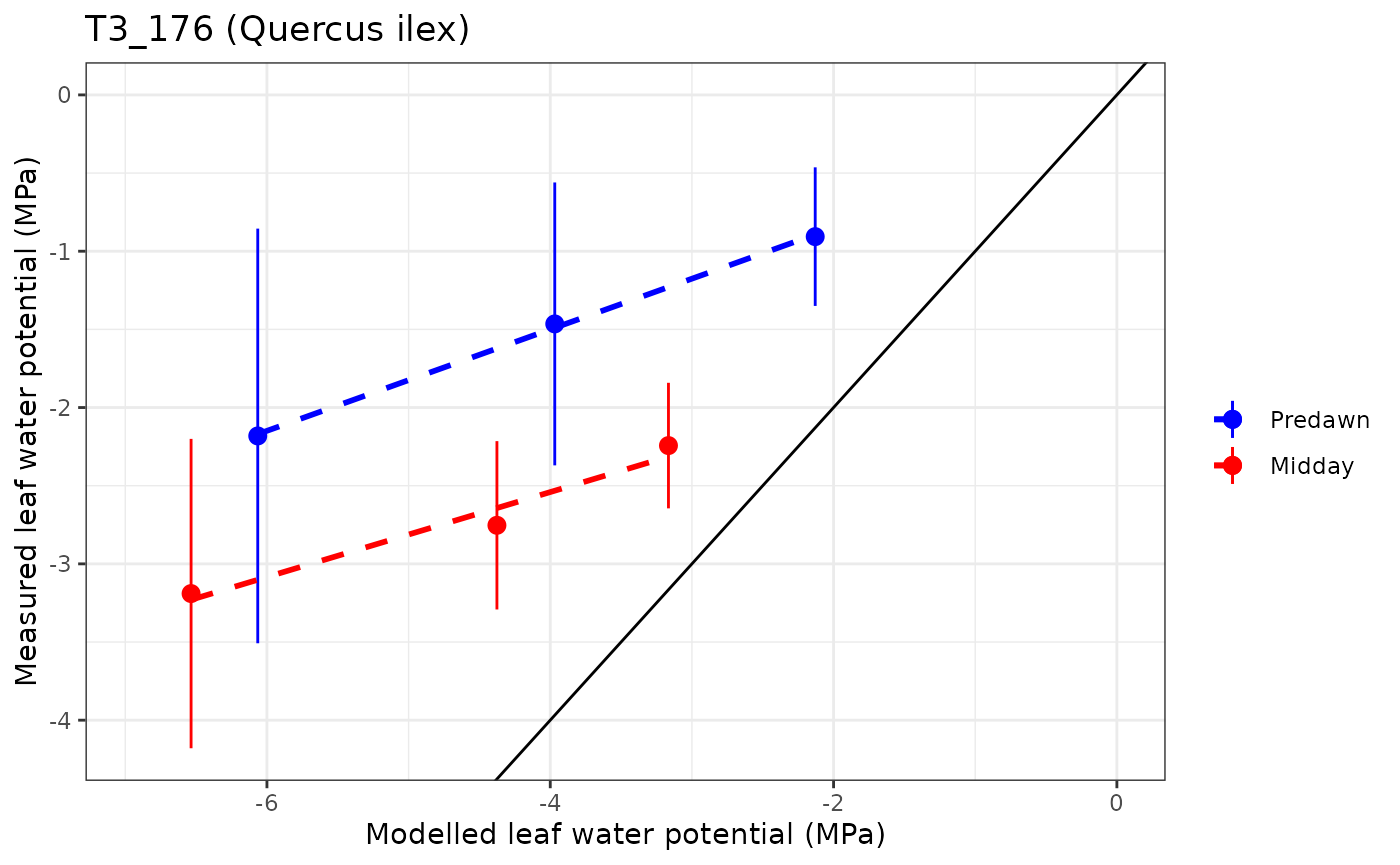 T3_176 (Quercus ilex)
Measured leaf water potential (MPa)
0
-1
-2
-3
-4
-6
-4
-2
0
Modelled leaf water potential (MPa)
Predawn
Midday